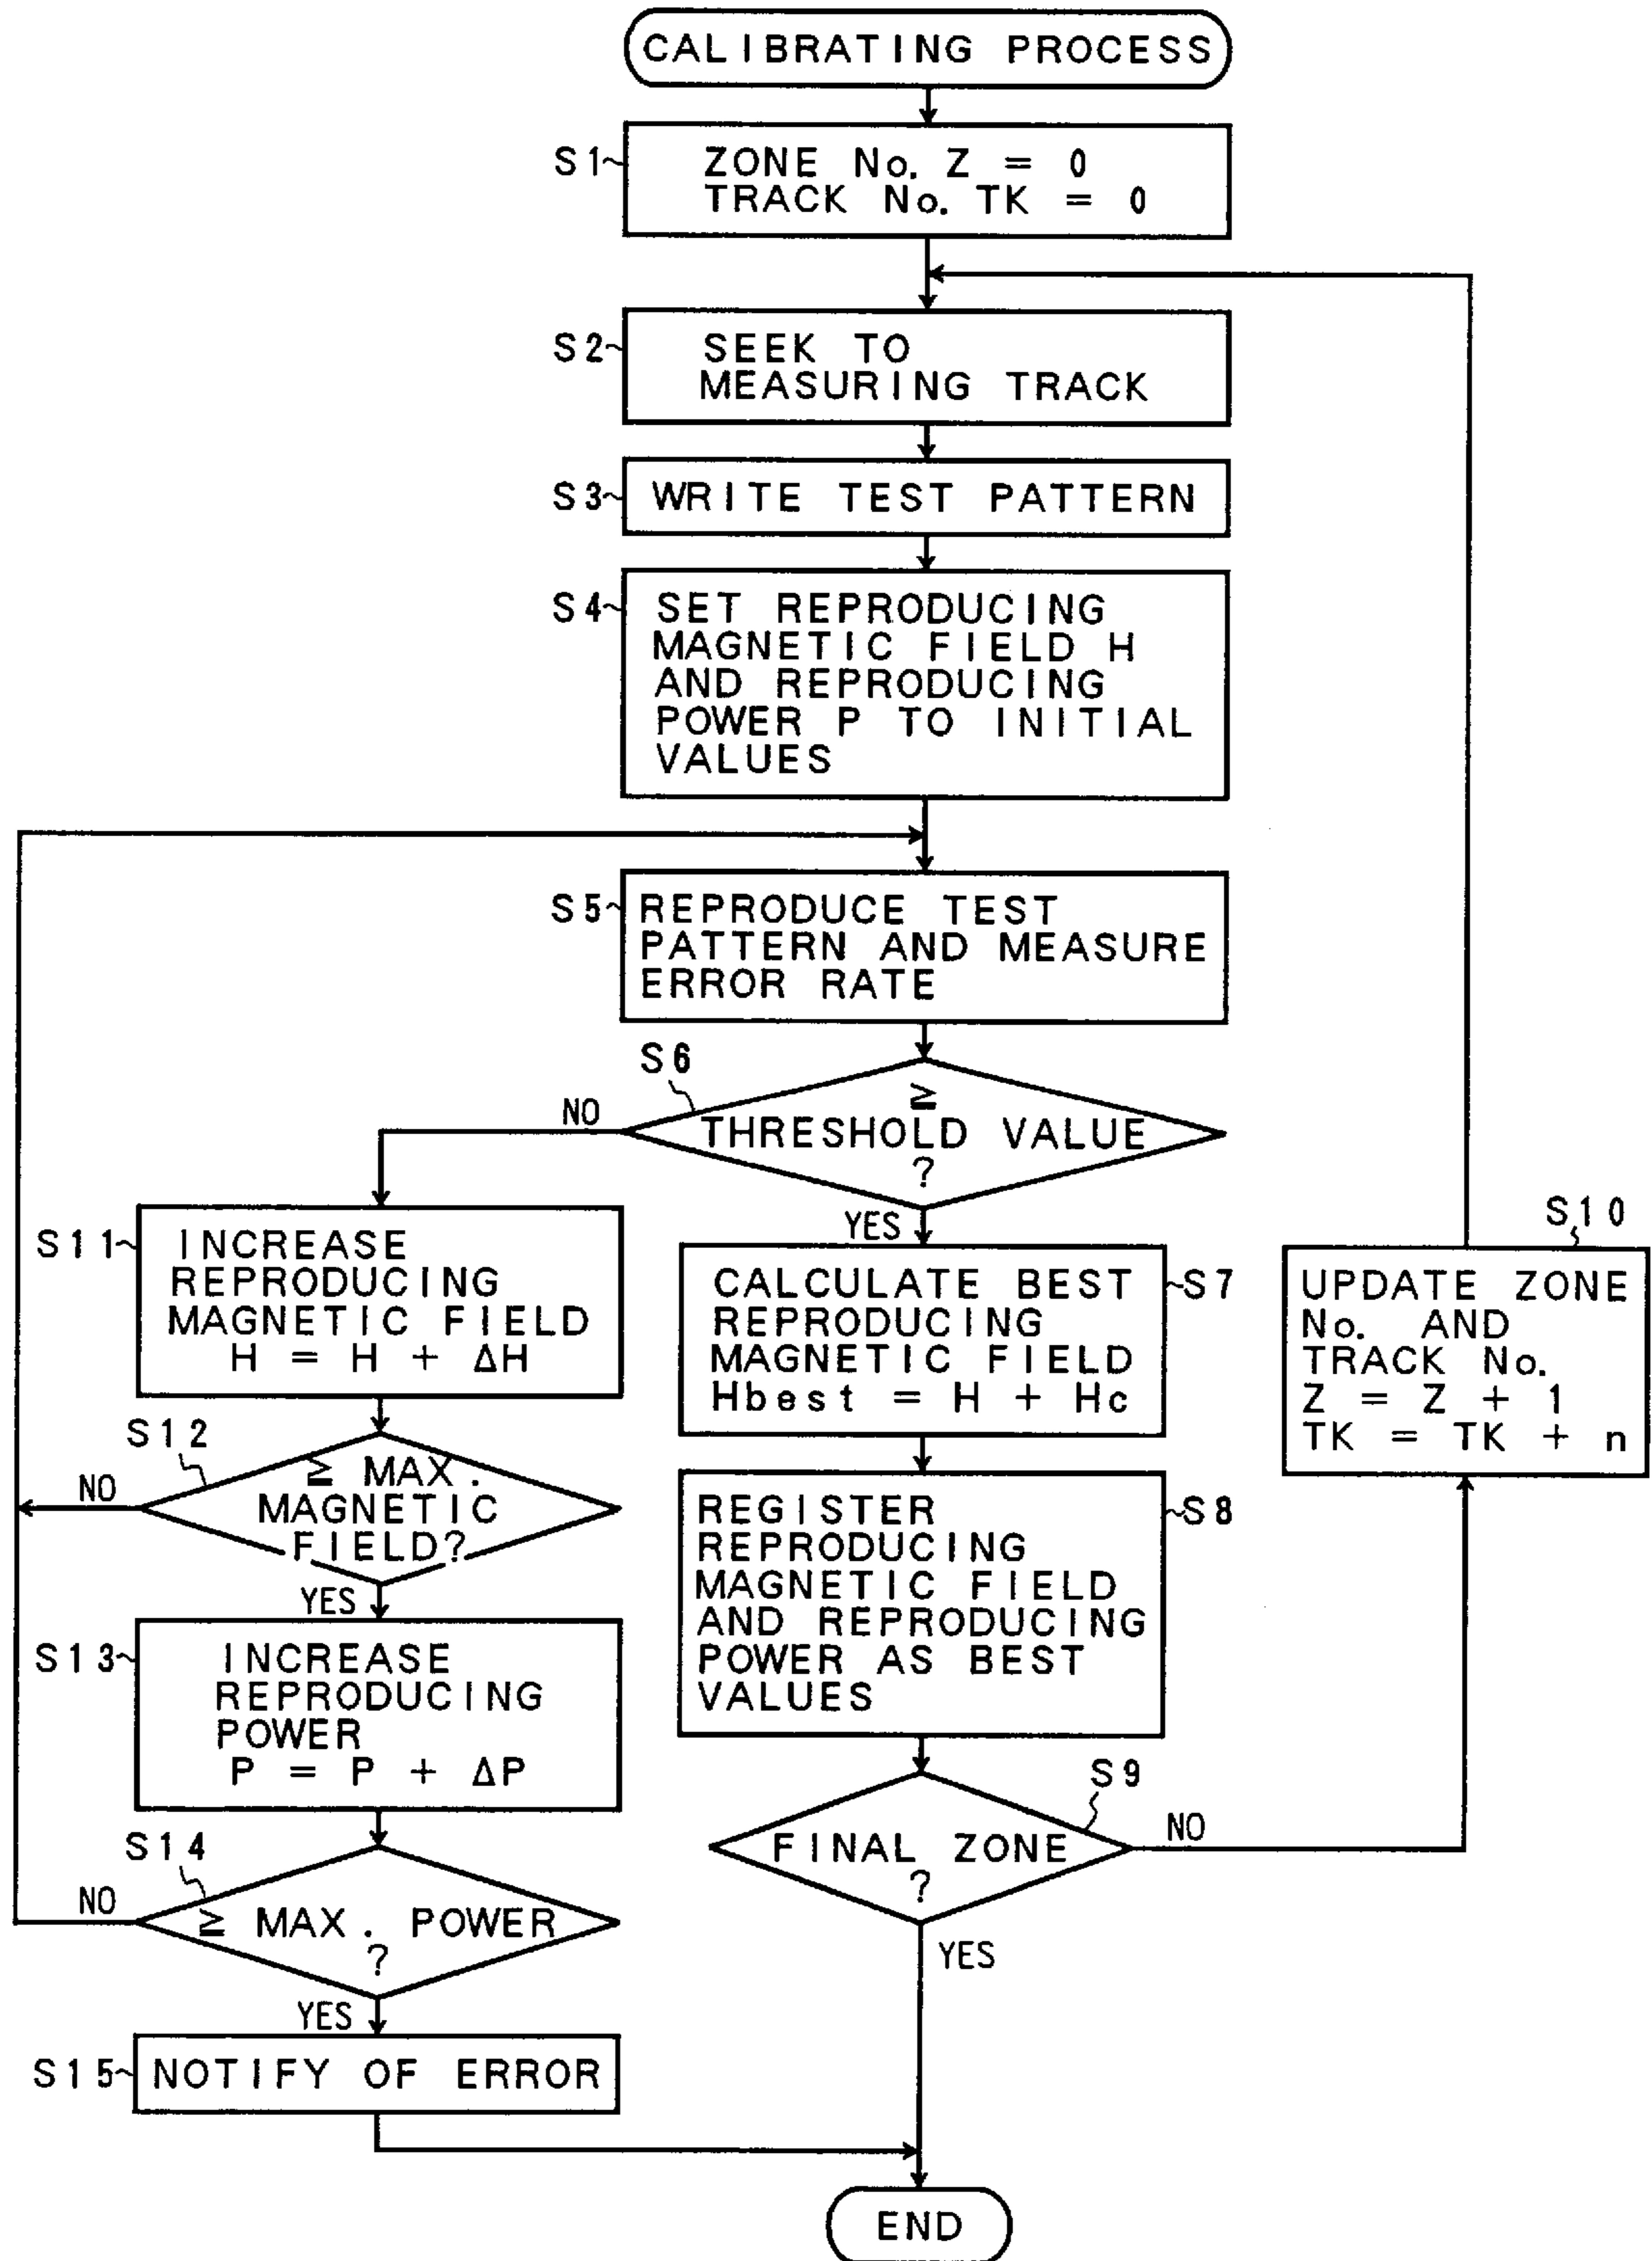 CALIBRATING PROCESS
S1
ZONE No. Z = 0
TRACK No. TK = 0
S2
SEEK TO
MEASURING TRACK
S3
WRITE TEST PATTERN
S4
SET REPRODUCING
MAGNETIC FIELD H
AND REPRODUCING
POWER P TO INITIAL
VALUES
S5
REPRODUCE TEST
PATTERN AND MEASURE
ERROR RATE
S6
≧
THRESHOLD VALUE
?
NO
YES
S11
INCREASE
REPRODUCING
MAGNETIC FIELD
H = H + ΔH
S7
CALCULATE BEST
REPRODUCING
MAGNETIC FIELD
Hbest = H + Hc
S10
UPDATE ZONE
No. AND
TRACK No.
Z = Z + 1
TK = TK + n
S12
≧ MAX.
MAGNETIC
FIELD?
NO
YES
S8
REGISTER
REPRODUCING
MAGNETIC FIELD
AND REPRODUCING
POWER AS BEST
VALUES
S13
INCREASE
REPRODUCING
POWER
P = P + ΔP
S9
FINAL ZONE
?
NO
YES
S14
≧ MAX. POWER
?
NO
YES
S15
NOTIFY OF ERROR
END